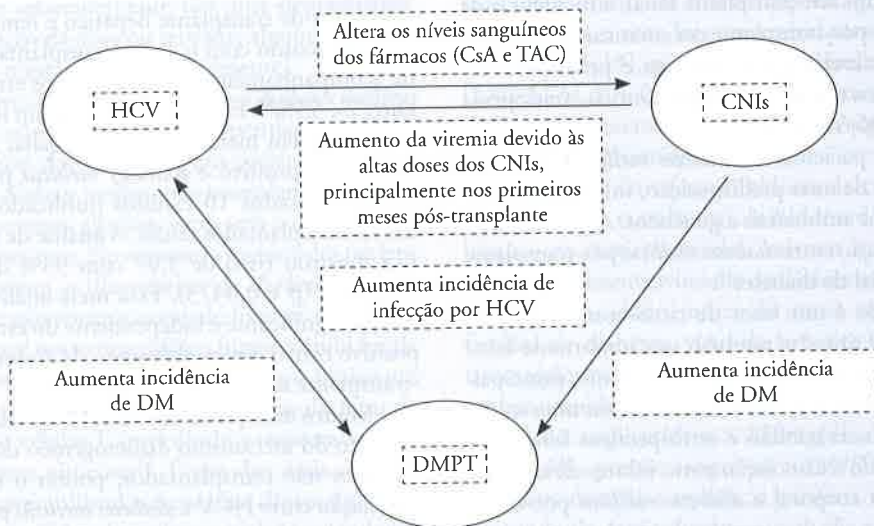 Altera os níveis sanguíneos
dos fármacos (CsA e TAC)
HCV
CNIs
Aumento da viremia devido às
altas doses dos CNIs,
principalmente nos primeiros
meses pós-transplante
Aumenta incidência de
infecção por HCV
Aumenta incidência
de DM
Aumenta incidência
de DM
DMPT